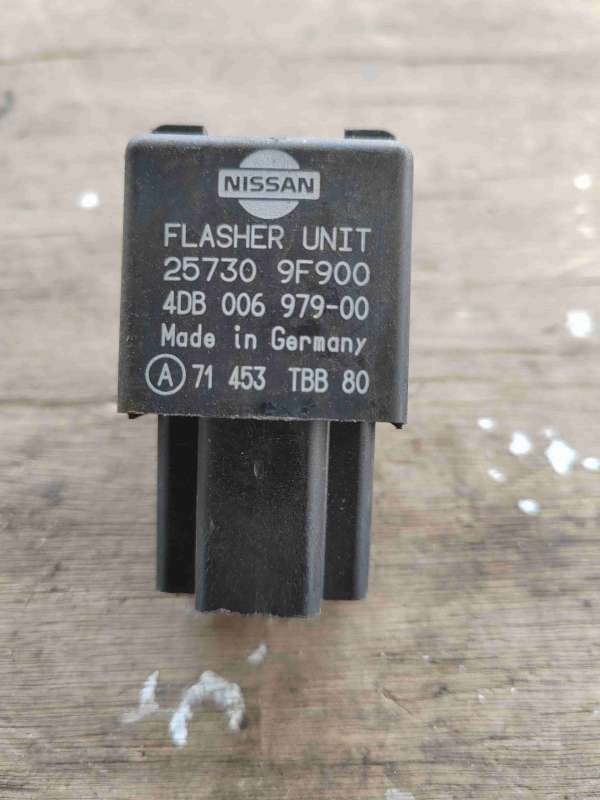 NISSAN
FLASHER UNIT
25730 9F900
4DB 006 979-00
Made in Germany
A 71 453 TBB 80